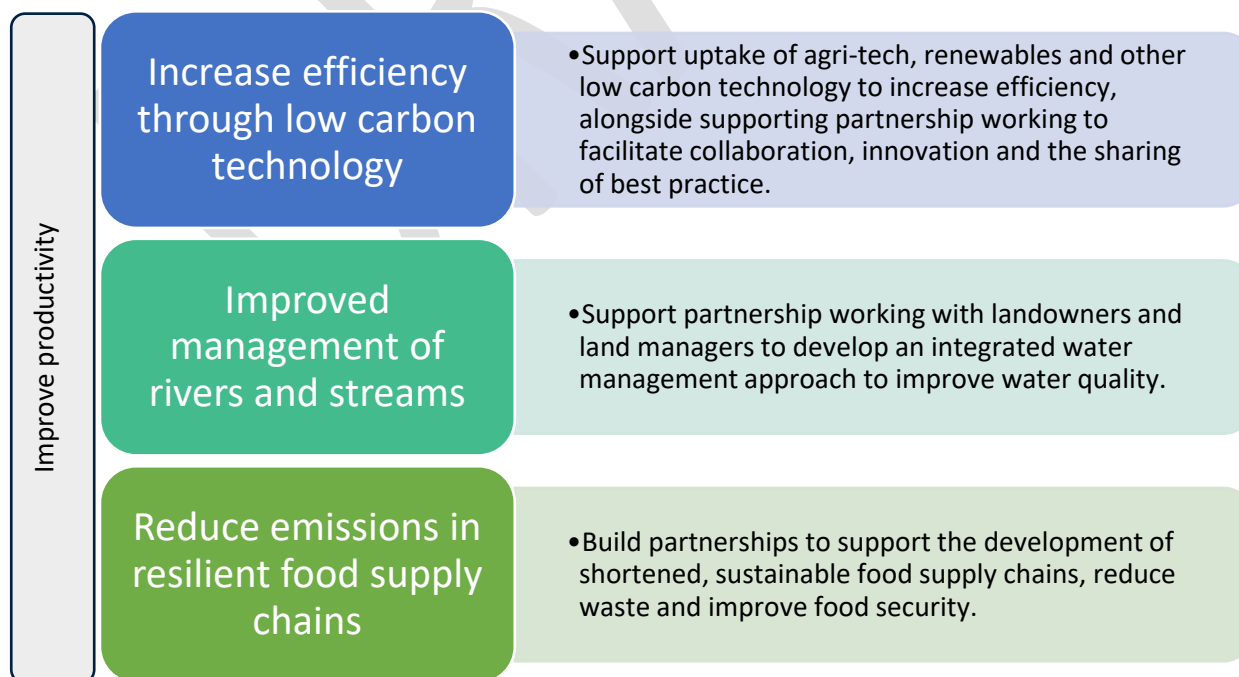 Improve productivity
Increase efficiency
through low carbon
technology
•Support uptake of agri-tech, renewables and other
low carbon technology to increase efficiency,
alongside supporting partnership working to
facilitate collaboration, innovation and the sharing
of best practice.
Improved
management of
rivers and streams
•Support partnership working with landowners and
land managers to develop an integrated water
management approach to improve water quality.
Reduce emissions in
resilient food supply
chains
•Build partnerships to support the development of
shortened, sustainable food supply chains, reduce
waste and improve food security.